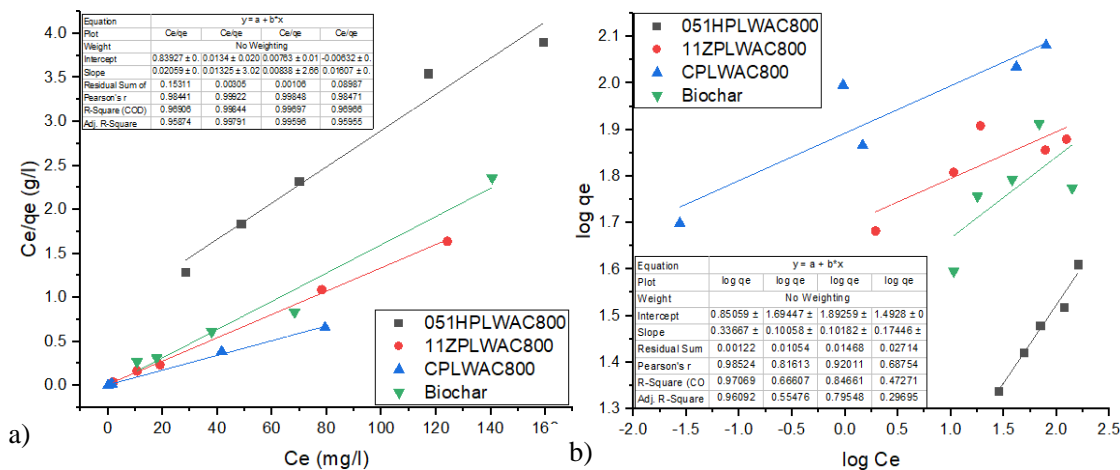 Equation y = a + b*x
Plot Ce/qe Ce/qe Ce/qe Ce/qe
Weight No Weighting
Intercept 0.83927 ± 0. 0.0134 ± 0.020 0.00763 ± 0.01 -0.00632 ± 0.
Slope 0.02059 ± 0. 0.01325 ± 3.02 0.00838 ± 2.66 0.01607 ± 0.
Residual Sum of 0.15311 0.00305 0.00106 0.08987
Pearson's r 0.98441 0.99922 0.99848 0.98471
R-Square (COD) 0.96906 0.99844 0.99697 0.96966
Adj. R-Square 0.95874 0.99791 0.99596 0.95955
4.0
3.5
3.0
2.5
2.0
1.5
1.0
0.5
0.0
Ce/qe (g/l)
051HPLWAC800
11ZPLWAC800
CPLWAC800
Biochar
0 20 40 60 80 100 120 140
Ce (mg/l)
a)
051HPLWAC800
11ZPLWAC800
CPLWAC800
Biochar
2.1
2.0
1.9
1.8
1.7
1.6
1.5
1.4
1.3
log qe
Equation y = a + b*x
Plot log qe log qe log qe log qe
Weight No Weighting
Intercept 0.85059 ± 1.69447 ± 1.89259 ± 1.4928 ± 0
Slope 0.33667 ± 0.10058 ± 0.10182 ± 0.17446 ±
Residual Sum 0.00122 0.01054 0.01468 0.02714
Pearson's r 0.98524 0.81613 0.92011 0.68754
R-Square (CO 0.97069 0.66607 0.84661 0.47271
Adj. R-Square 0.96092 0.55476 0.79548 0.29695
-2.0 -1.5 -1.0 -0.5 0.0 0.5 1.0 1.5 2.0 2.5
log Ce
b)